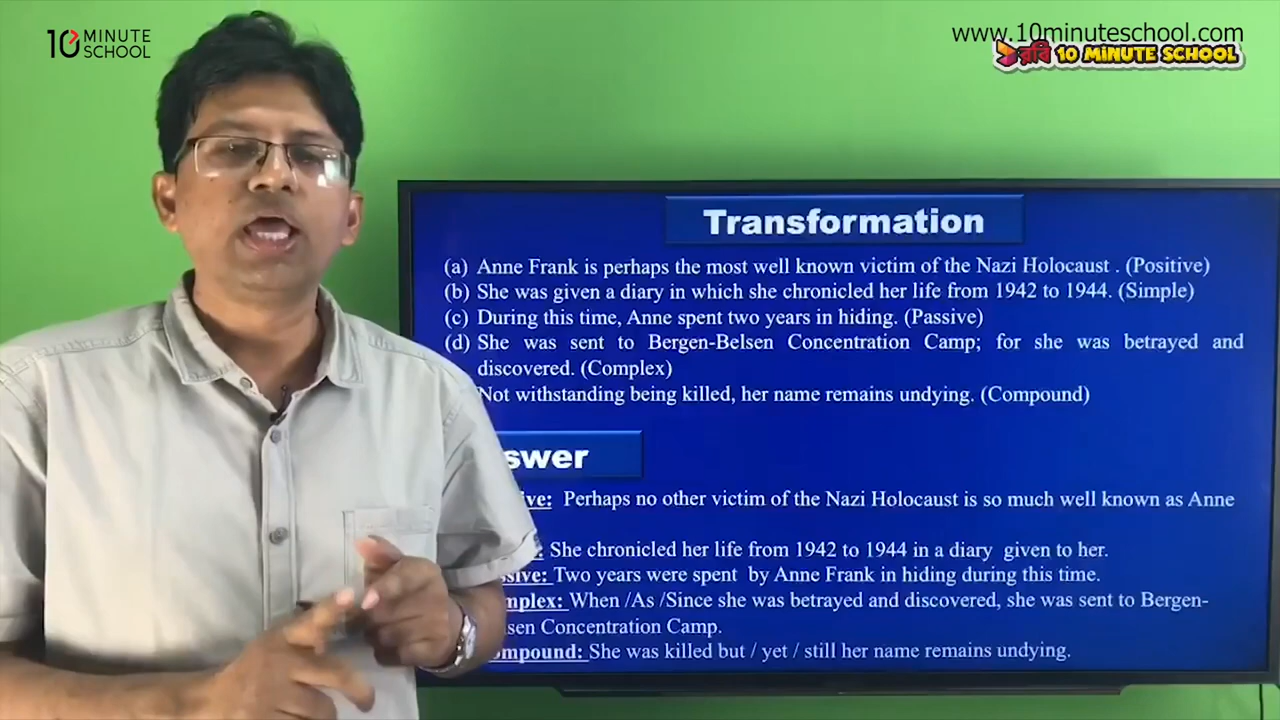 10 MINUTE SCHOOL
www.10minuteschool.com
রবি 10 MiNUTE SCHOOL
Transformation
(a) Anne Frank is perhaps the most well known victim of the Nazi Holocaust . (Positive)
(b) She was given a diary in which she chronicled her life from 1942 to 1944. (Simple)
(c) During this time, Anne spent two years in hiding. (Passive)
(d) She was sent to Bergen-Belsen Concentration Camp; for she was betrayed and
discovered. (Complex)
Not withstanding being killed, her name remains undying. (Compound)
swer
ive: Perhaps no other victim of the Nazi Holocaust is so much well known as Anne
: She chronicled her life from 1942 to 1944 in a diary given to her.
ssive: Two years were spent by Anne Frank in hiding during this time.
mplex: When /As /Since she was betrayed and discovered, she was sent to Bergen-
lsen Concentration Camp.
ompound: She was killed but / yet / still her name remains undying.